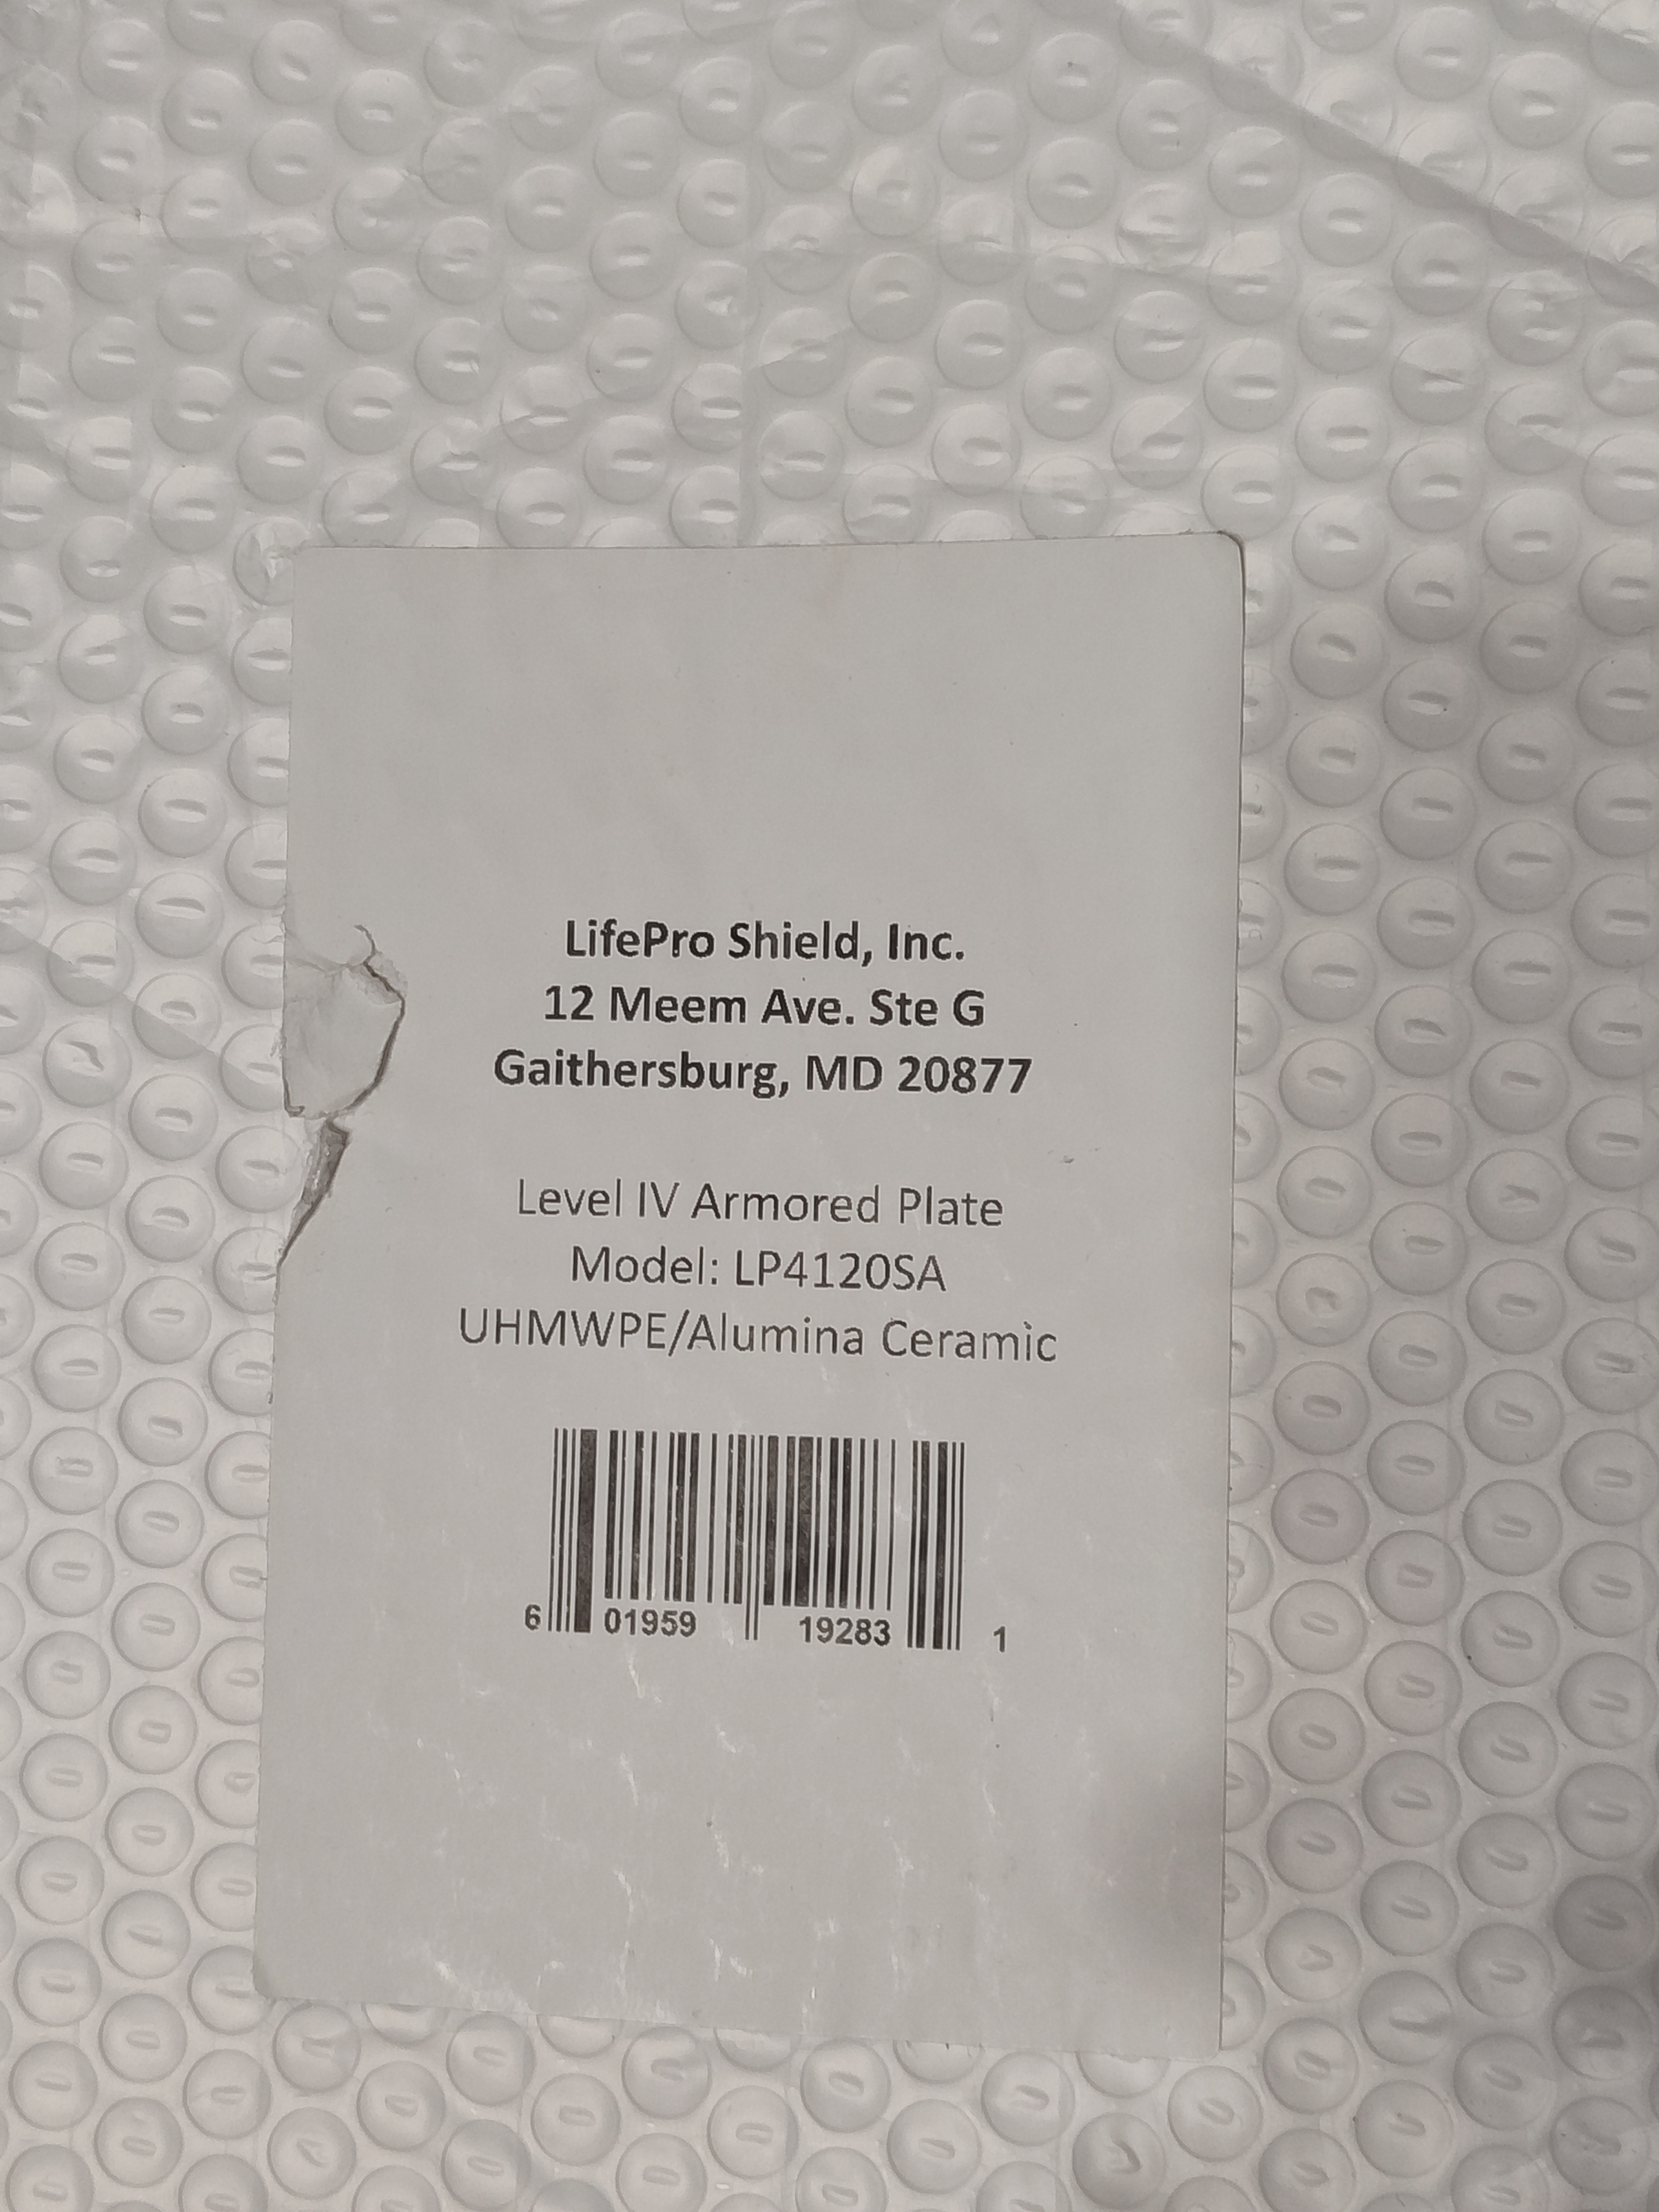 LifePro Shield, Inc.
12 Meem Ave. Ste G
Gaithersburg, MD 20877
Level IV Armored Plate
Model: LP4120SA
UHMWPE/Alumina Ceramic
6 01959 19283 1